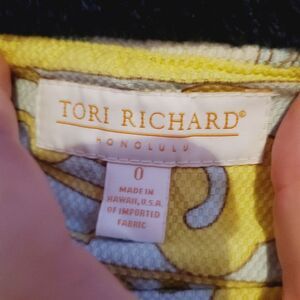 TORI RICHARD®
HONOLULU
0
MADE IN
HAWAII, U.S.A.
OF IMPORTED
FABRIC